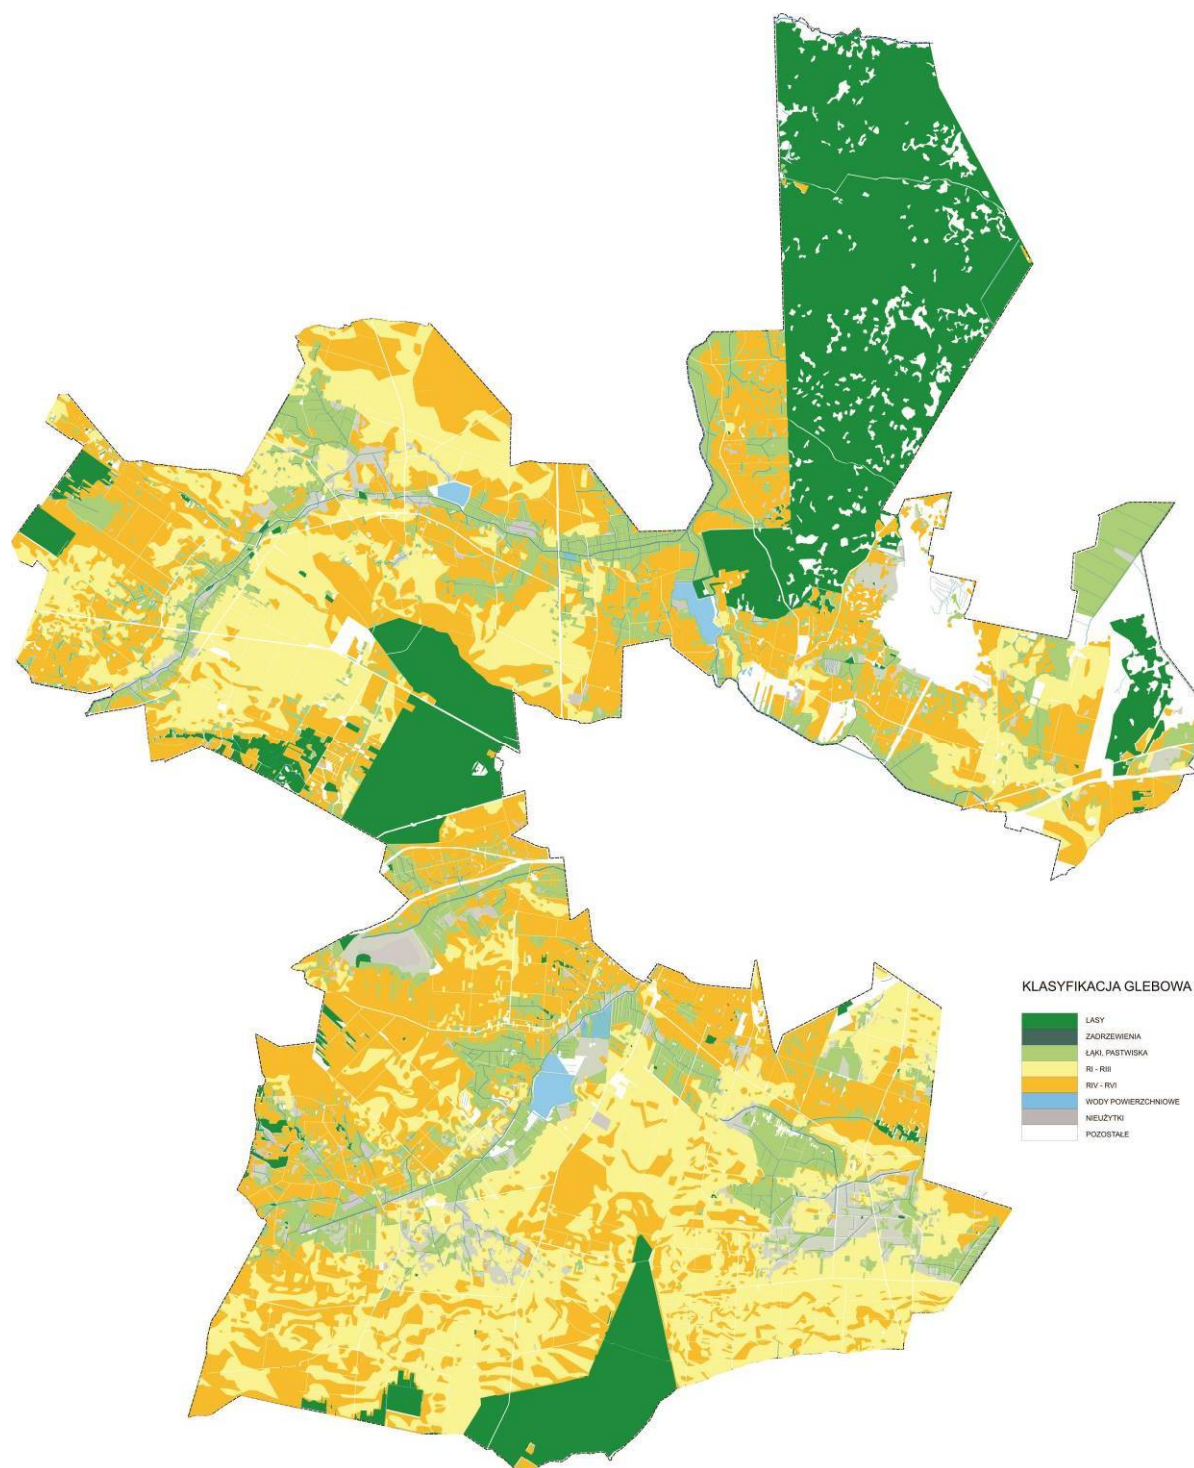 KLASYFIKACJA GLEBOWA
LASY
ZADRZEWIENIA
ŁĄKI, PASTWISKA
RI - RIII
RIV - RVI
WODY POWIERZCHNIOWE
NIEUŻYTKI
POZOSTAŁE